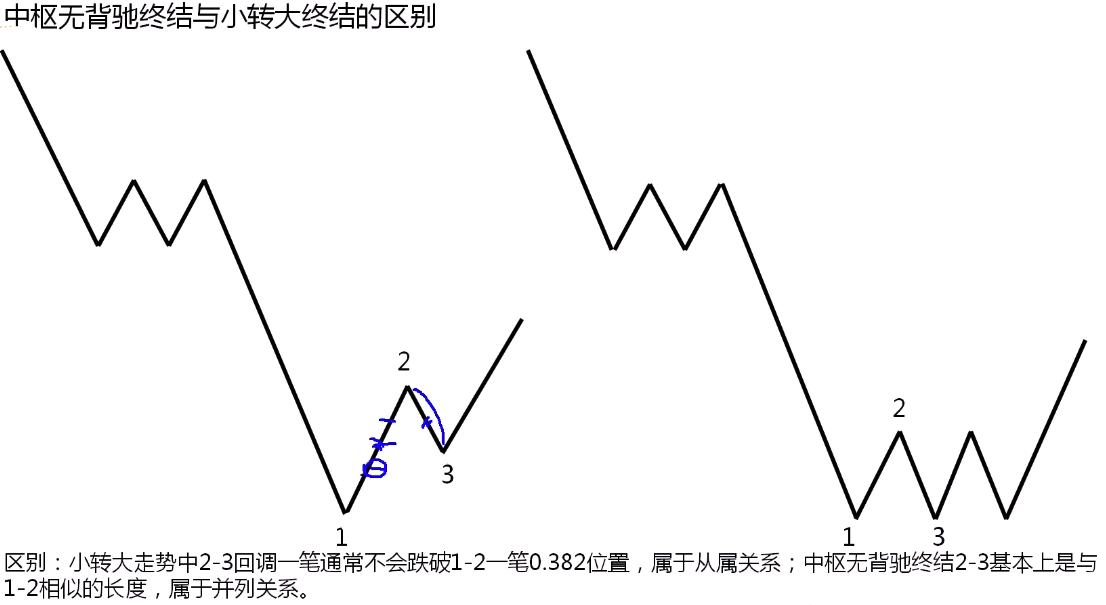 中枢无背驰终结与小转大终结的区别
2
3
1
2
1
3
区别：小转大走势中2-3回调一笔通常不会跌破1-2一笔0.382位置，属于从属关系；中枢无背驰终结2-3基本上是与
1-2相似的长度，属于并列关系。